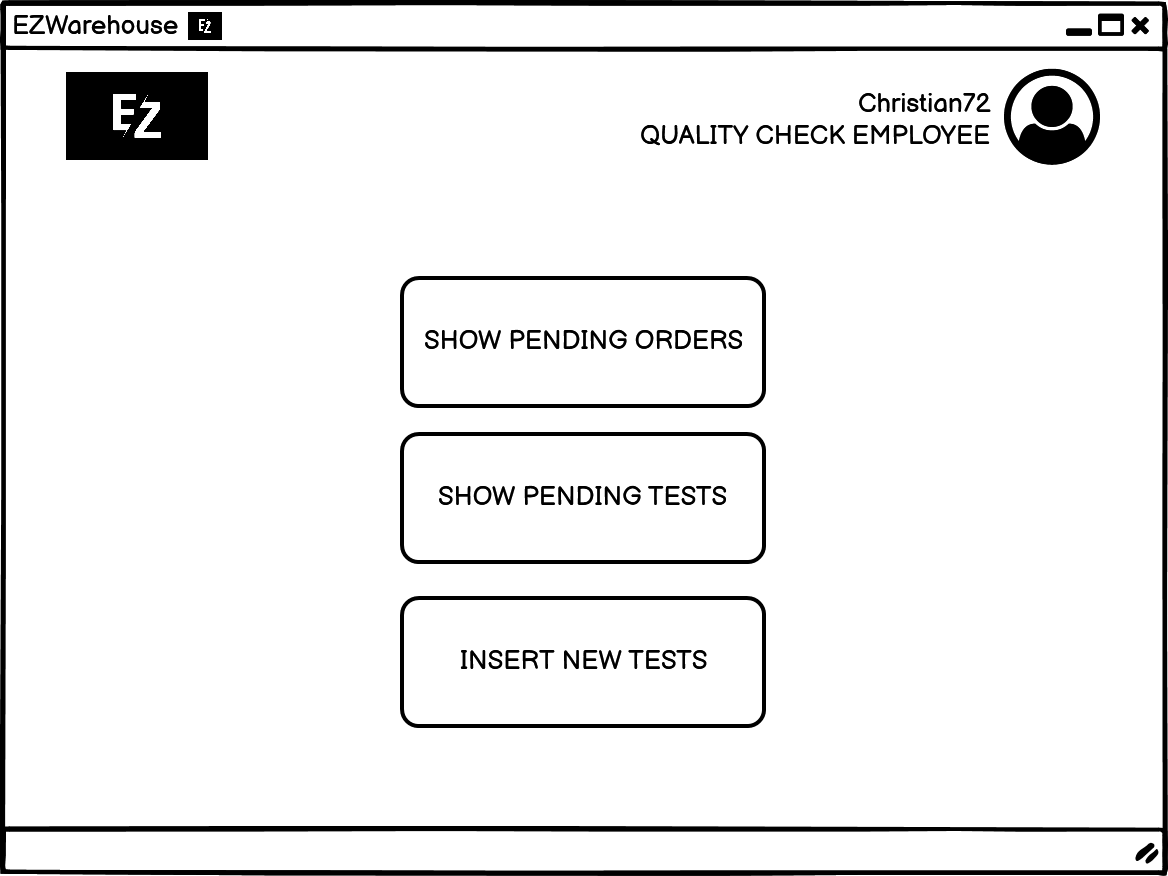 EZWarehouse EZ
EZ
Christian72
QUALITY CHECK EMPLOYEE
SHOW PENDING ORDERS
SHOW PENDING TESTS
INSERT NEW TESTS